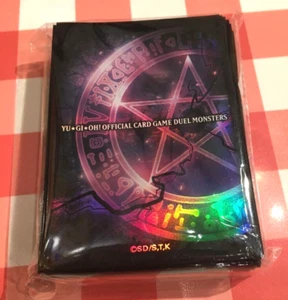 YU★GI★OH! OFFICIAL CARD GAME DUEL MONSTERS
©SD/S,T,K